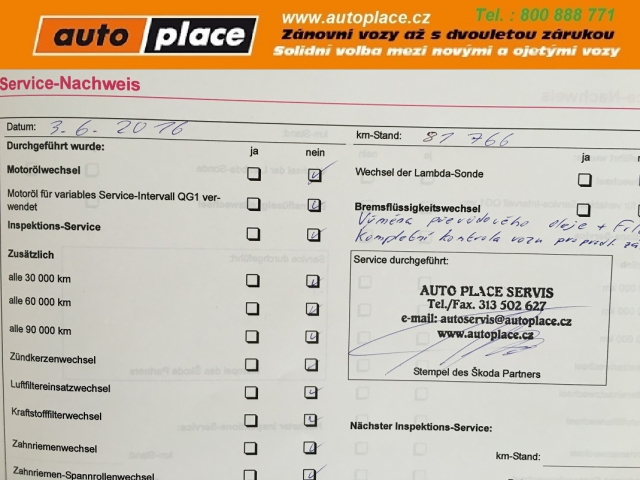 auto place
www.autoplace.cz
Tel. : 800 888 771
Zánovní vozy až s dvouletou zárukou
Solidní volba mezi novými a ojetými vozy
Service-Nachweis
Datum: 3. 6. 2016
km-Stand: 81 766
Durchgeführt wurde:
ja nein
ja
Motorölwechsel
Wechsel der Lambda-Sonde
Motoröl für variables Service-Intervall QG1 ver-
wendet
Bremsflüssigkeitswechsel
Výměna převodového oleje + Filt
Inspektions-Service
Kompletní kontrola vozu pro prod. zá
Zusätzlich
Service durchgeführt:
alle 30 000 km
AUTO PLACE SERVIS
Tel./Fax. 313 502 627
alle 60 000 km
e-mail: autoservis@autoplace.cz
www.autoplace.cz
alle 90 000 km
Zündkerzenwechsel
Stempel des Škoda Partners
Luftfiltereinsatzwechsel
Kraftstofffilterwechsel
Nächster Inspektions-Service:
Zahnriemenwechsel
km-Stand:
Zahnriemen-Spannrollenwechsel